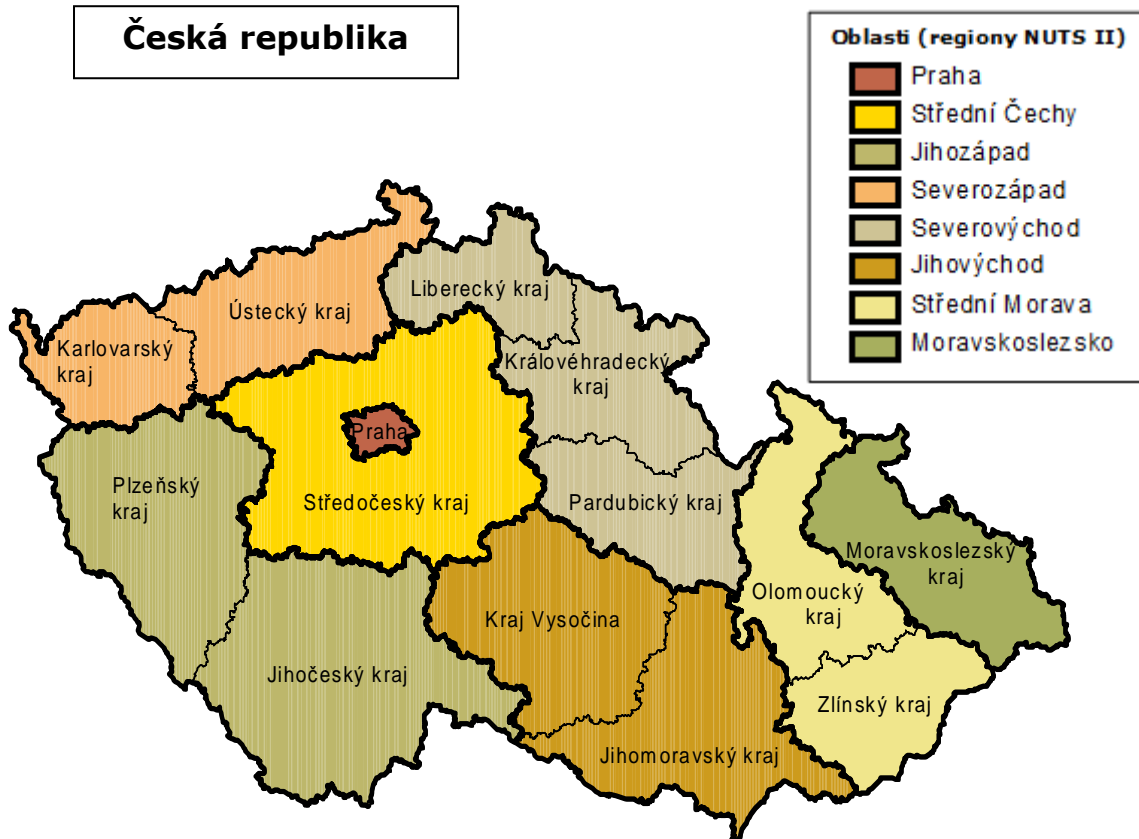 Česká republika
Oblasti (regiony NUTS II)
Praha
Střední Čechy
Jihozápad
Severozápad
Severovýchod
Jihovýchod
Střední Morava
Moravskoslezsko
Liberecký kraj
Ústecký kraj
Karlovarský
kraj
Královéhradecký
kraj
Praha
Plzeňský
kraj
Středočeský kraj
Pardubický kraj
Moravskoslezský
kraj
Olomoucký
kraj
Kraj Vysočina
Jihočeský kraj
Zlínský kraj
Jihomoravský kraj